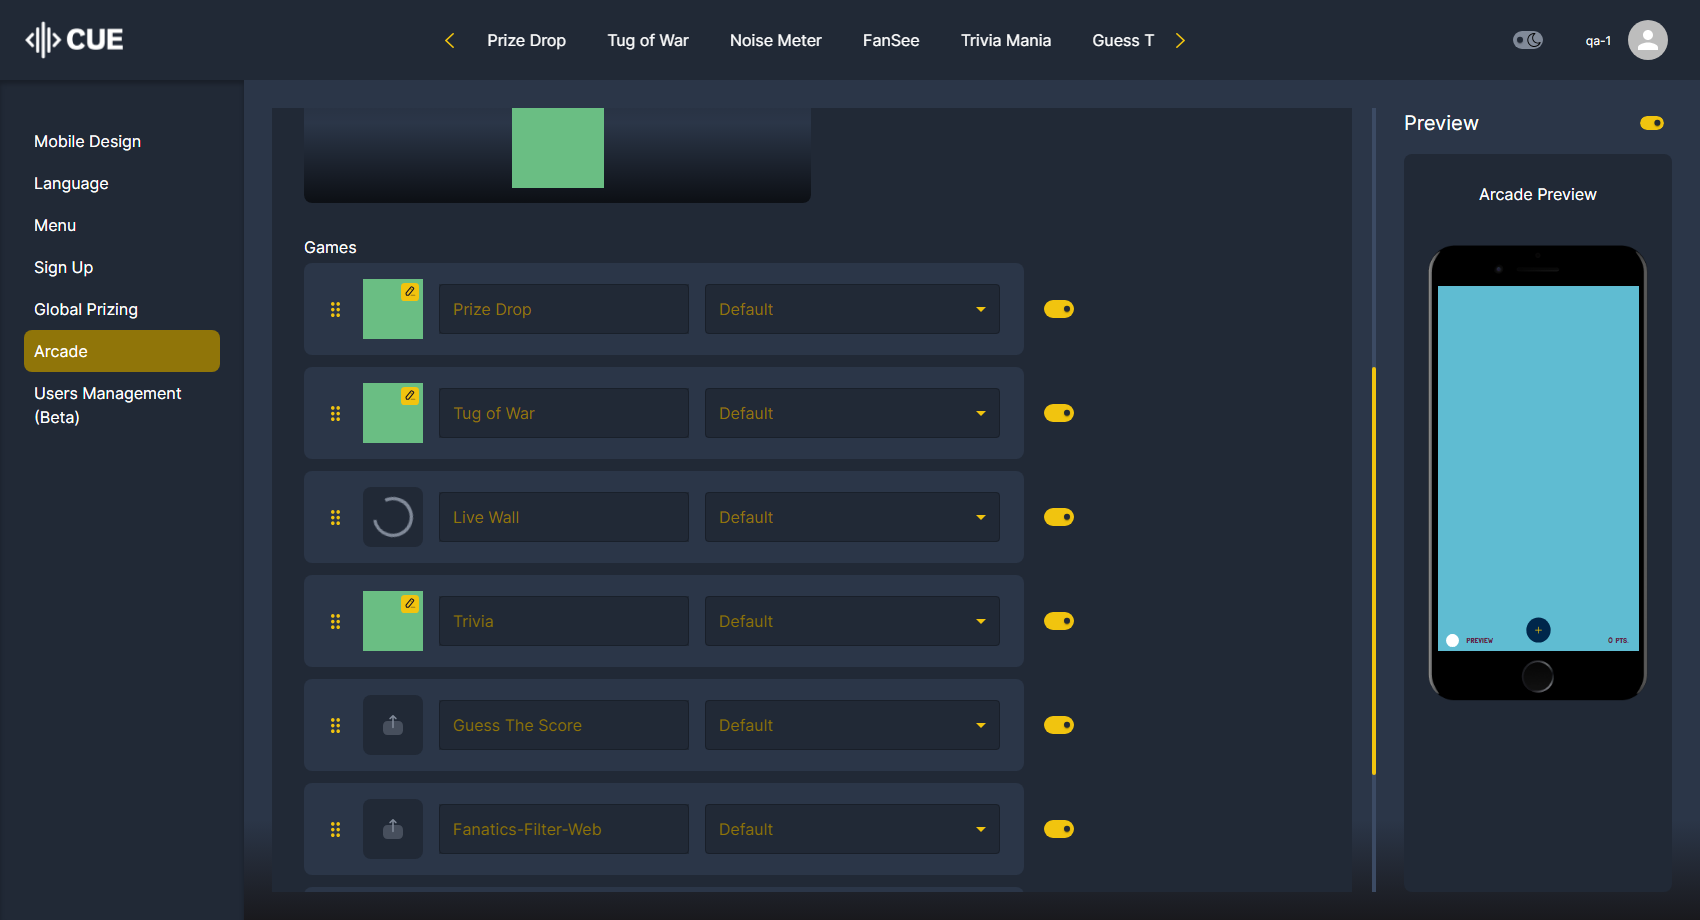 CUE
Prize Drop Tug of War Noise Meter FanSee Trivia Mania Guess T
qa-1
Mobile Design
Language
Menu
Sign Up
Global Prizing
Arcade
Users Management
(Beta)
Games
Prize Drop Default
Tug of War Default
Live Wall Default
Trivia Default
Guess The Score Default
Fanatics-Filter-Web Default
Preview
Arcade Preview
PREVIEW
0 PTS.